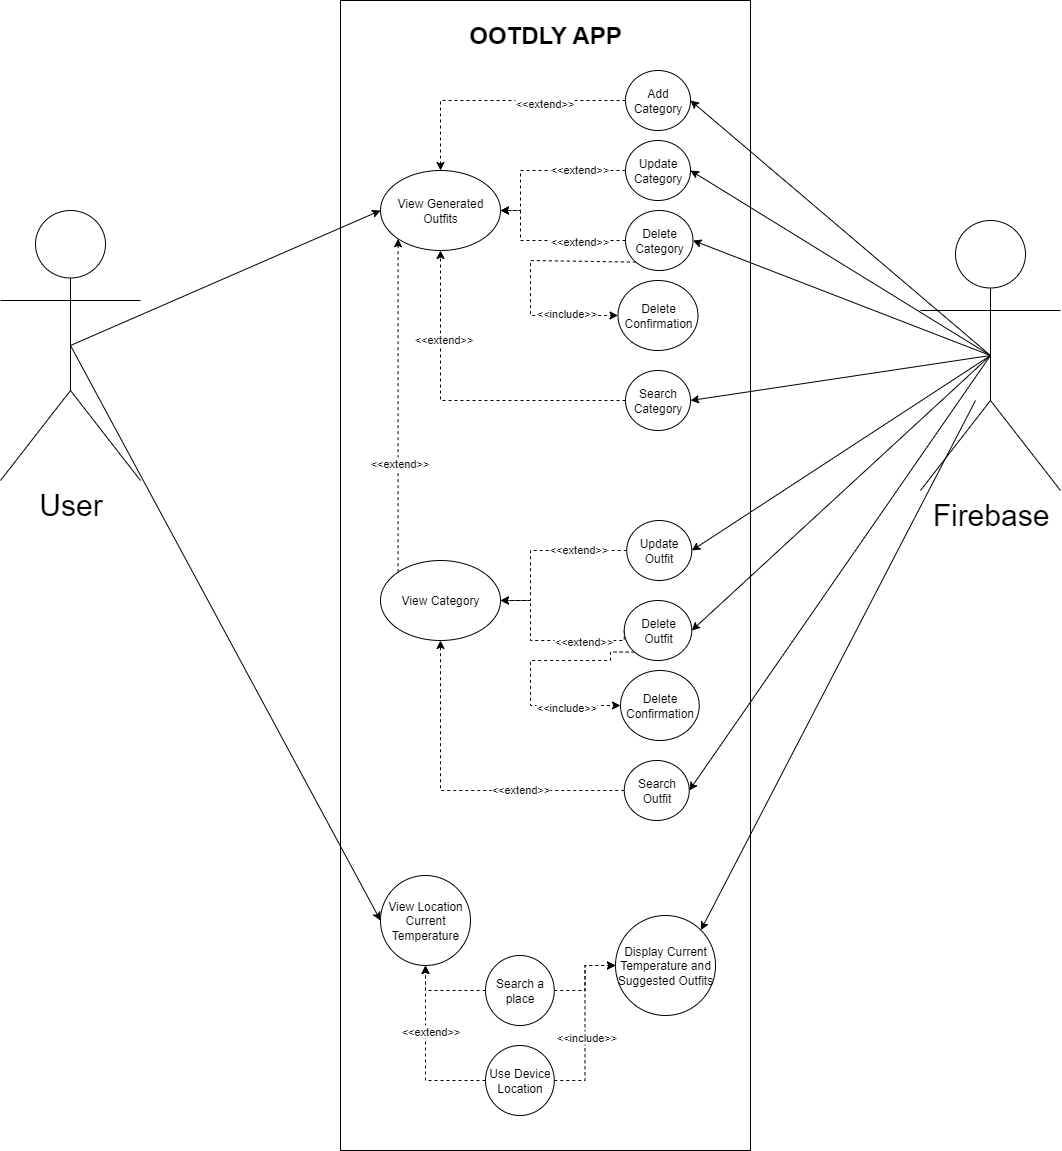 OOTDLY APP
Add
Category
<<extend>>
Update
Category
<<extend>>
View Generated
Outfits
Delete
Category
<<extend>>
Delete
Confirmation
<<include>>
<<extend>>
Search
Category
<<extend>>
User
Firebase
Update
Outfit
<<extend>>
View Category
Delete
Outfit
<<extend>>
Delete
Confirmation
<<include>>
Search
Outfit
<<extend>>
View Location
Current
Temperature
Display Current
Temperature and
Suggested Outfits
Search a
place
<<extend>>
<<include>>
Use Device
Location